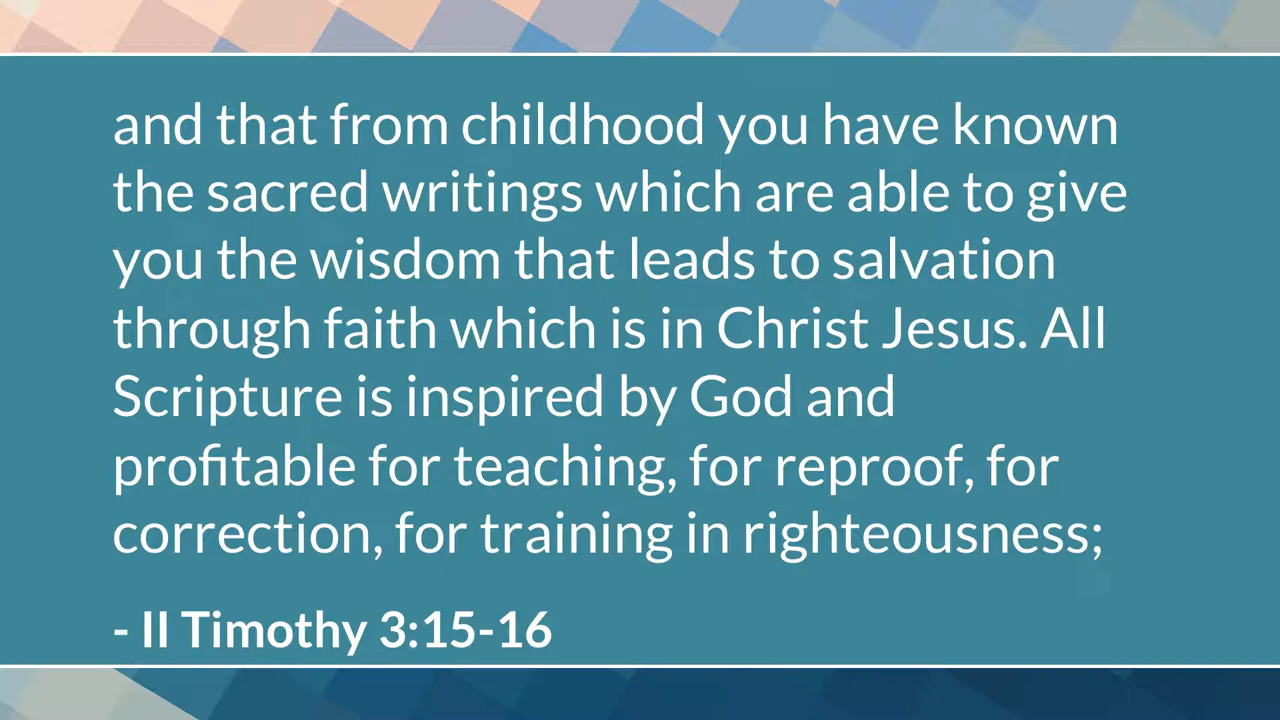 and that from childhood you have known
the sacred writings which are able to give
you the wisdom that leads to salvation
through faith which is in Christ Jesus. All
Scripture is inspired by God and
profitable for teaching, for reproof, for
correction, for training in righteousness;
- II Timothy 3:15-16